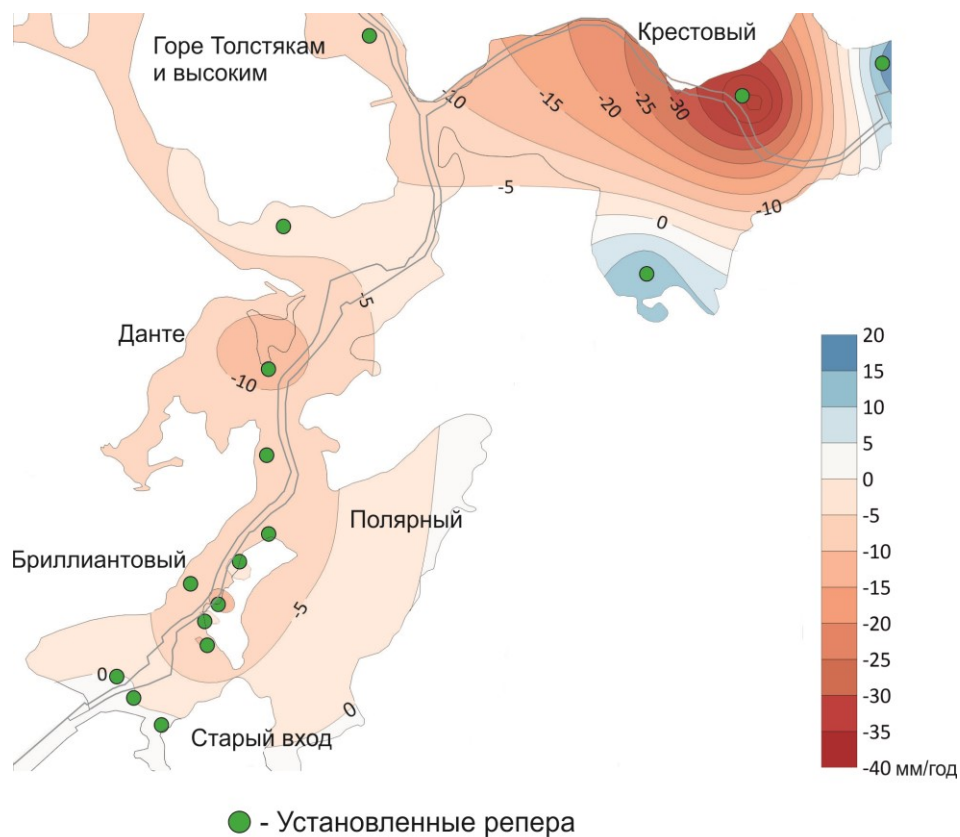 Горе Толстякам
и высоким
Крестовый
-10
-15
-20
-25
-30
-5
0
-10
-5
Данте
-10
20
15
10
5
0
-5
-10
-15
-20
-25
-30
-35
-40 мм/год
Полярный
Бриллиантовый
-5
0
0
Старый вход
- Установленные репера